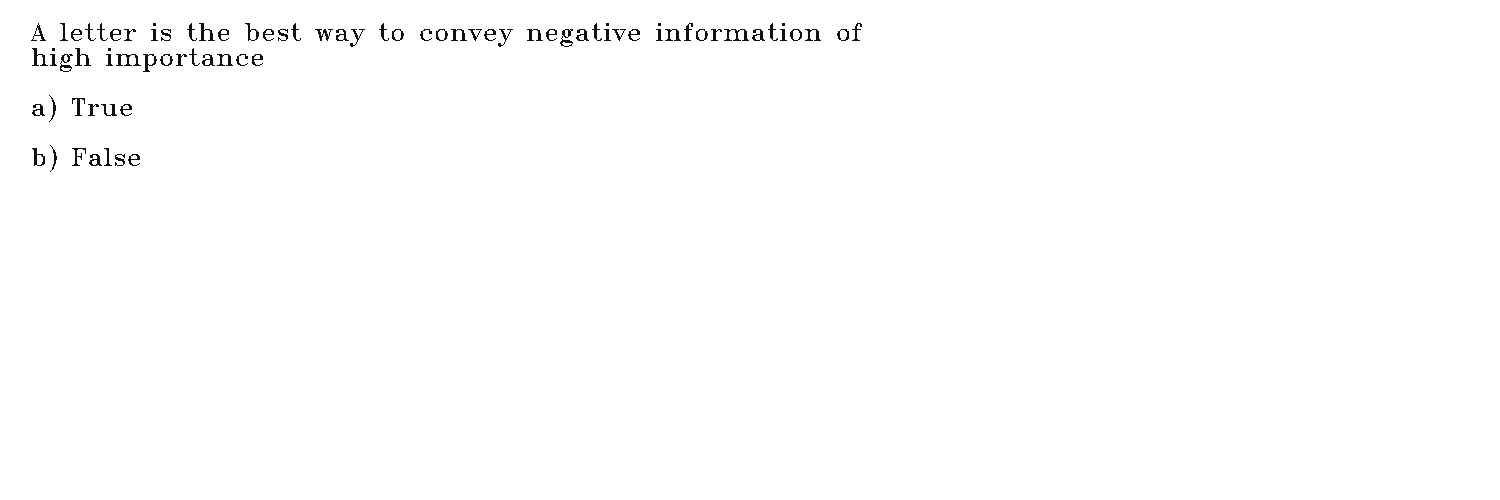 A letter is the best way to convey negative information of
high importance
a) True
b) False